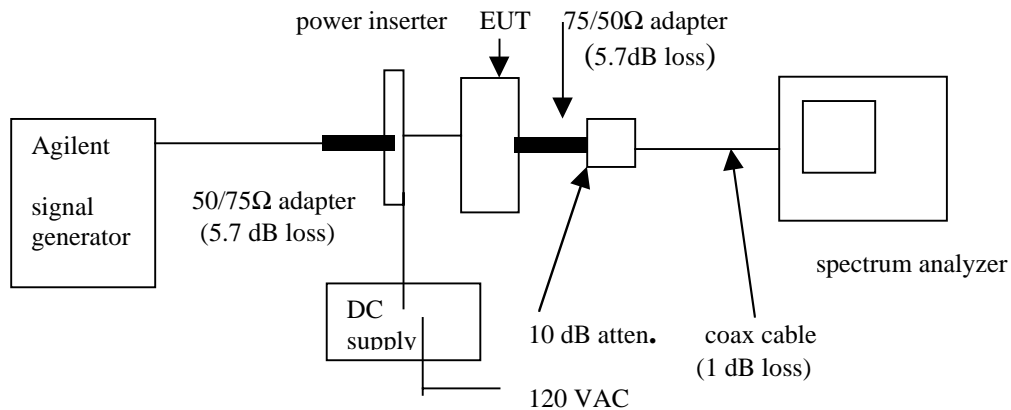 power inserter
EUT
75/50Ω adapter
(5.7dB loss)
Agilent
signal
generator
50/75Ω adapter
(5.7 dB loss)
spectrum analyzer
DC
supply
10 dB atten.
coax cable
(1 dB loss)
120 VAC